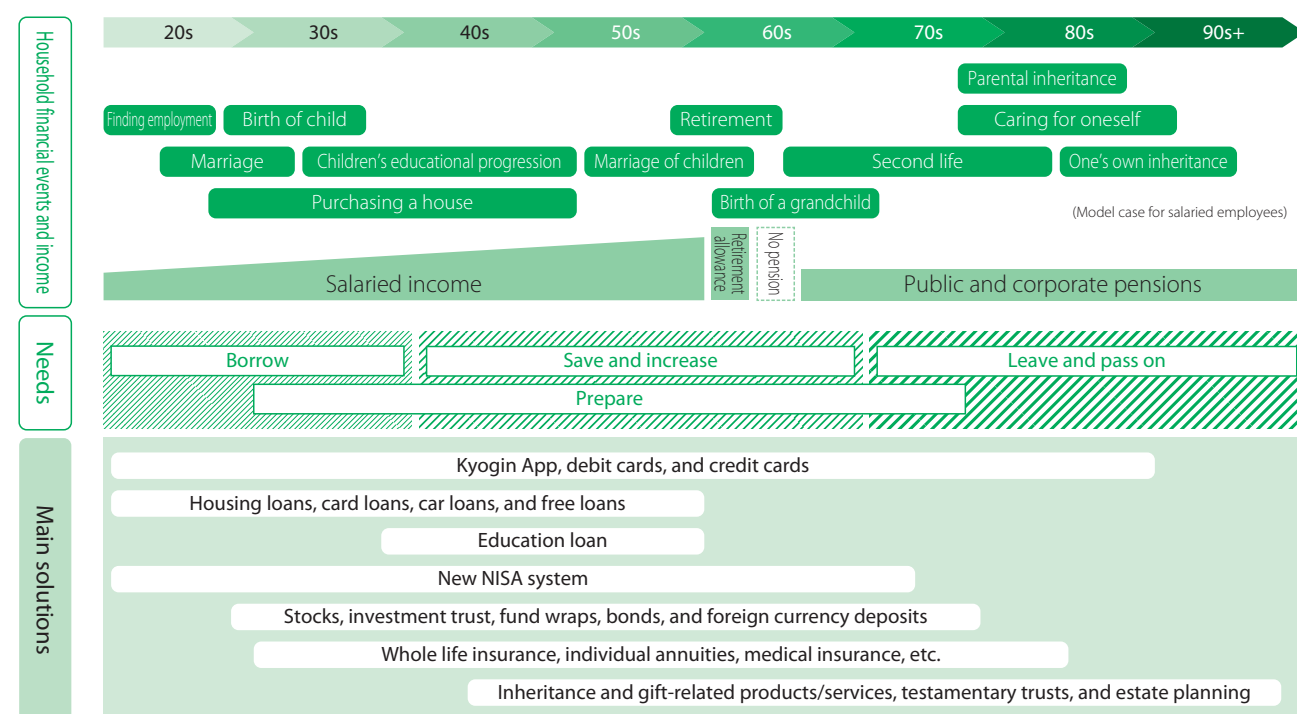 Household financial events and income
20s
30s
40s
50s
60s
70s
80s
90s+
Parental inheritance
Finding employment
Birth of child
Retirement
Caring for oneself
Marriage
Children's educational progression
Marriage of children
Second life
One's own inheritance
Purchasing a house
Birth of a grandchild
(Model case for salaried employees)
Salaried income
Retirement
allowance
No pension
Public and corporate pensions
Needs
Borrow
Save and increase
Leave and pass on
Prepare
Main solutions
Kyogin App, debit cards, and credit cards
Housing loans, card loans, car loans, and free loans
Education loan
New NISA system
Stocks, investment trust, fund wraps, bonds, and foreign currency deposits
Whole life insurance, individual annuities, medical insurance, etc.
Inheritance and gift-related products/services, testamentary trusts, and estate planning